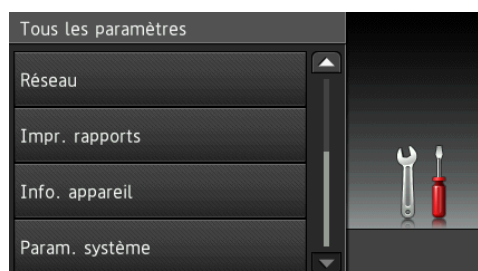 Tous les paramètres
Réseau
Impr. rapports
Info. appareil
Param. système